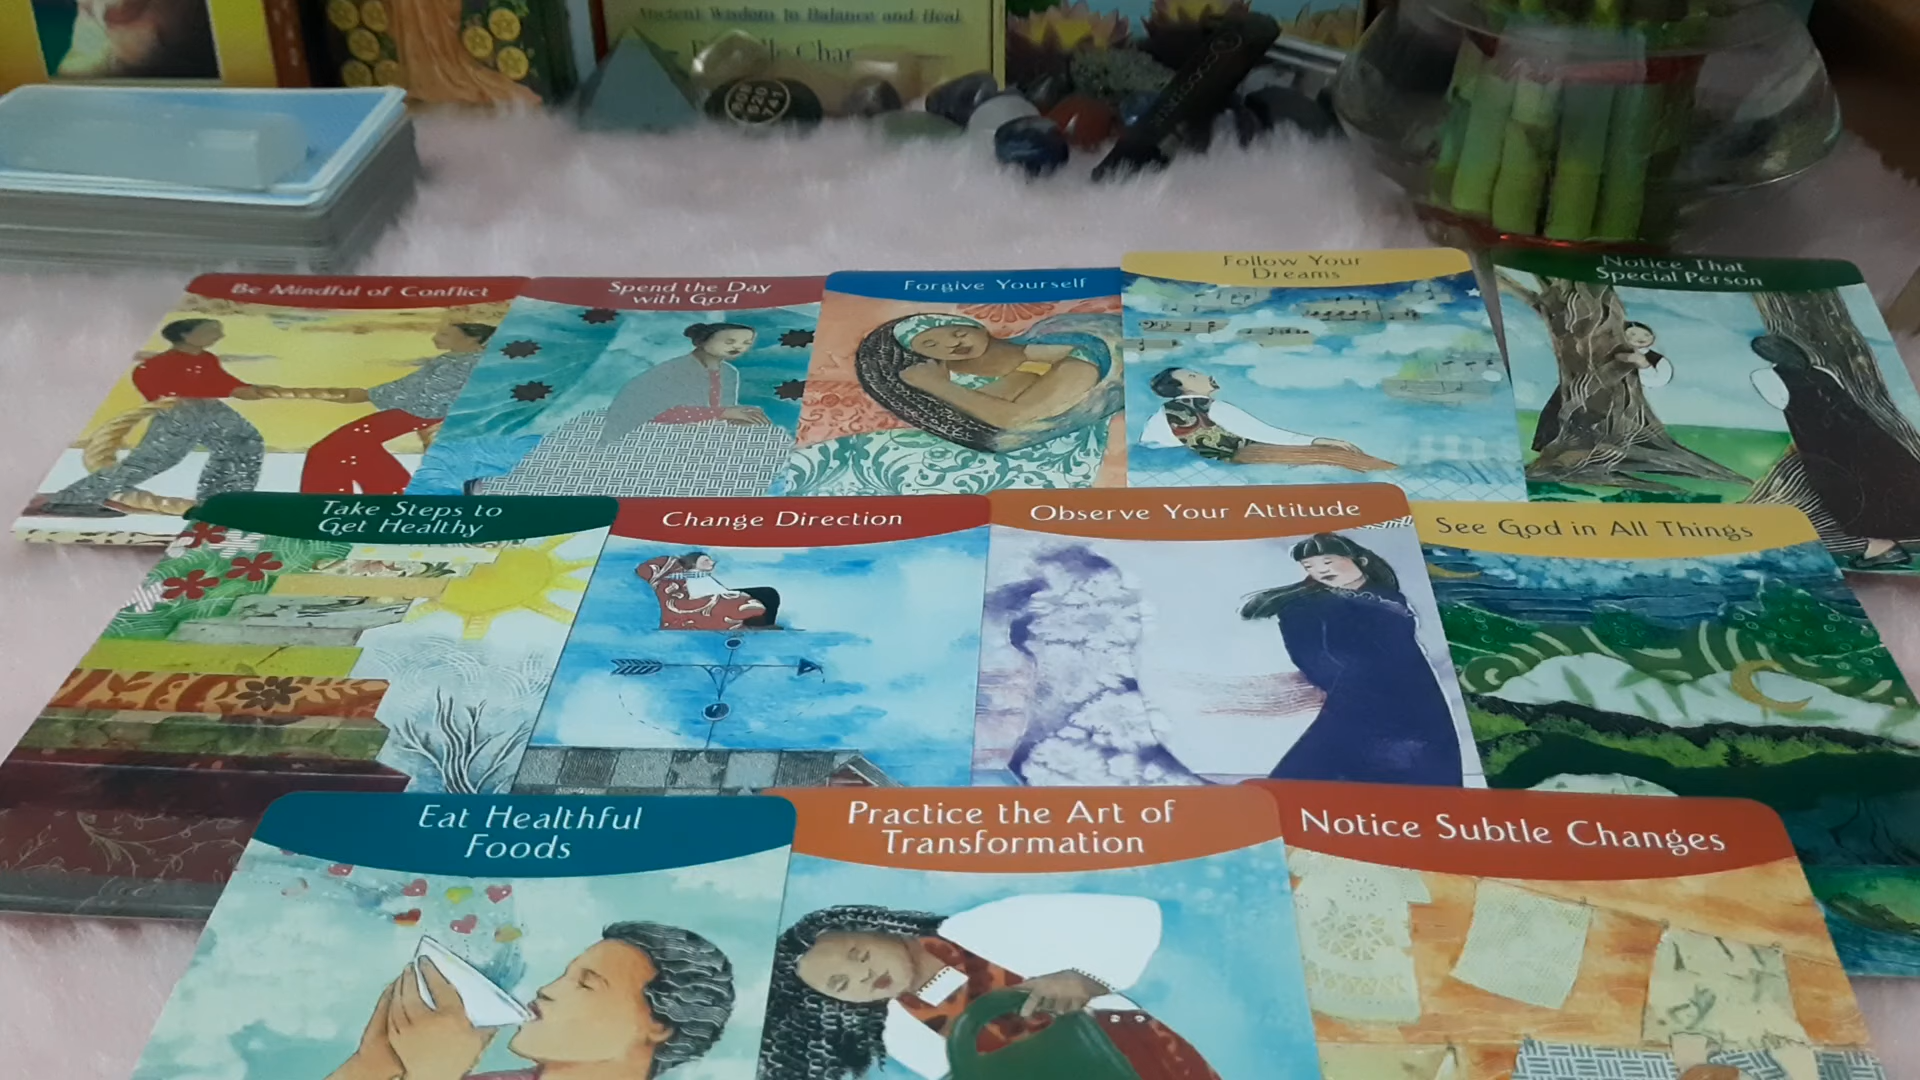 Ancient Wisdom to Balance and Heal
Be Mindful of Conflict
Spend the Day
with God
Forgive Yourself
Follow Your
Dreams
Notice That
Special Person
Take Steps to
Get Healthy
Change Direction
Observe Your Attitude
See God in All Things
Eat Healthful
Foods
Practice the Art of
Transformation
Notice Subtle Changes